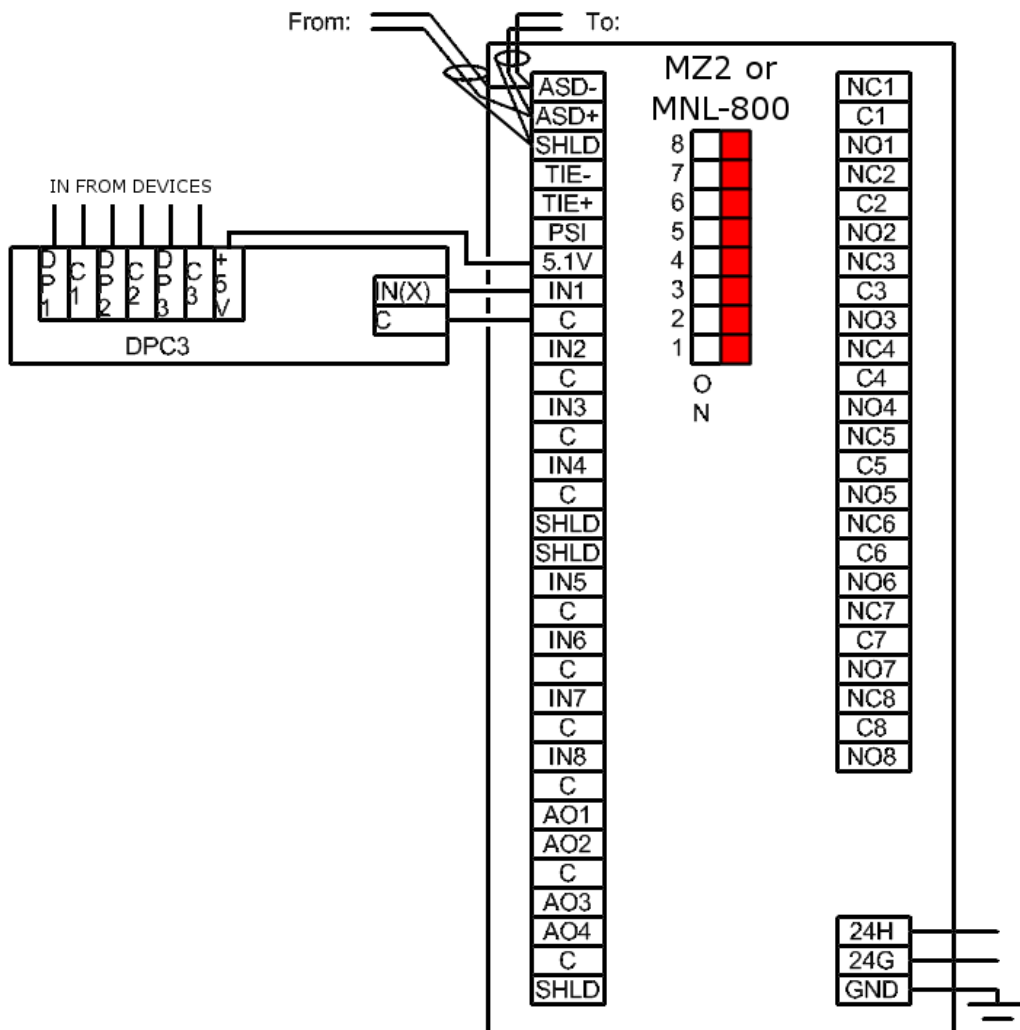 From:
To:
MZ2 or
MNL-800
ASD-
ASD+
SHLD
TIE-
TIE+
PSI
5.1V
IN1
C
IN2
C
IN3
C
IN4
C
SHLD
SHLD
IN5
C
IN6
C
IN7
C
IN8
C
AO1
AO2
C
AO3
AO4
C
SHLD
8
7
6
5
4
3
2
1
O
N
NC1
C1
NO1
NC2
C2
NO2
NC3
C3
NO3
NC4
C4
NO4
NC5
C5
NO5
NC6
C6
NO6
NC7
C7
NO7
NC8
C8
NO8
24H
24G
GND
IN FROM DEVICES
DP1
C1
DP2
C2
DP3
C3
+5V
IN(X)
C
DPC3